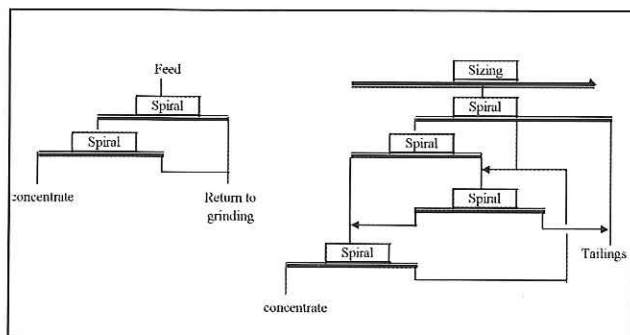 Feed
Spiral
Spiral
concentrate
Return to
grinding
Sizing
Spiral
Spiral
Spiral
Tailings
Spiral
concentrate